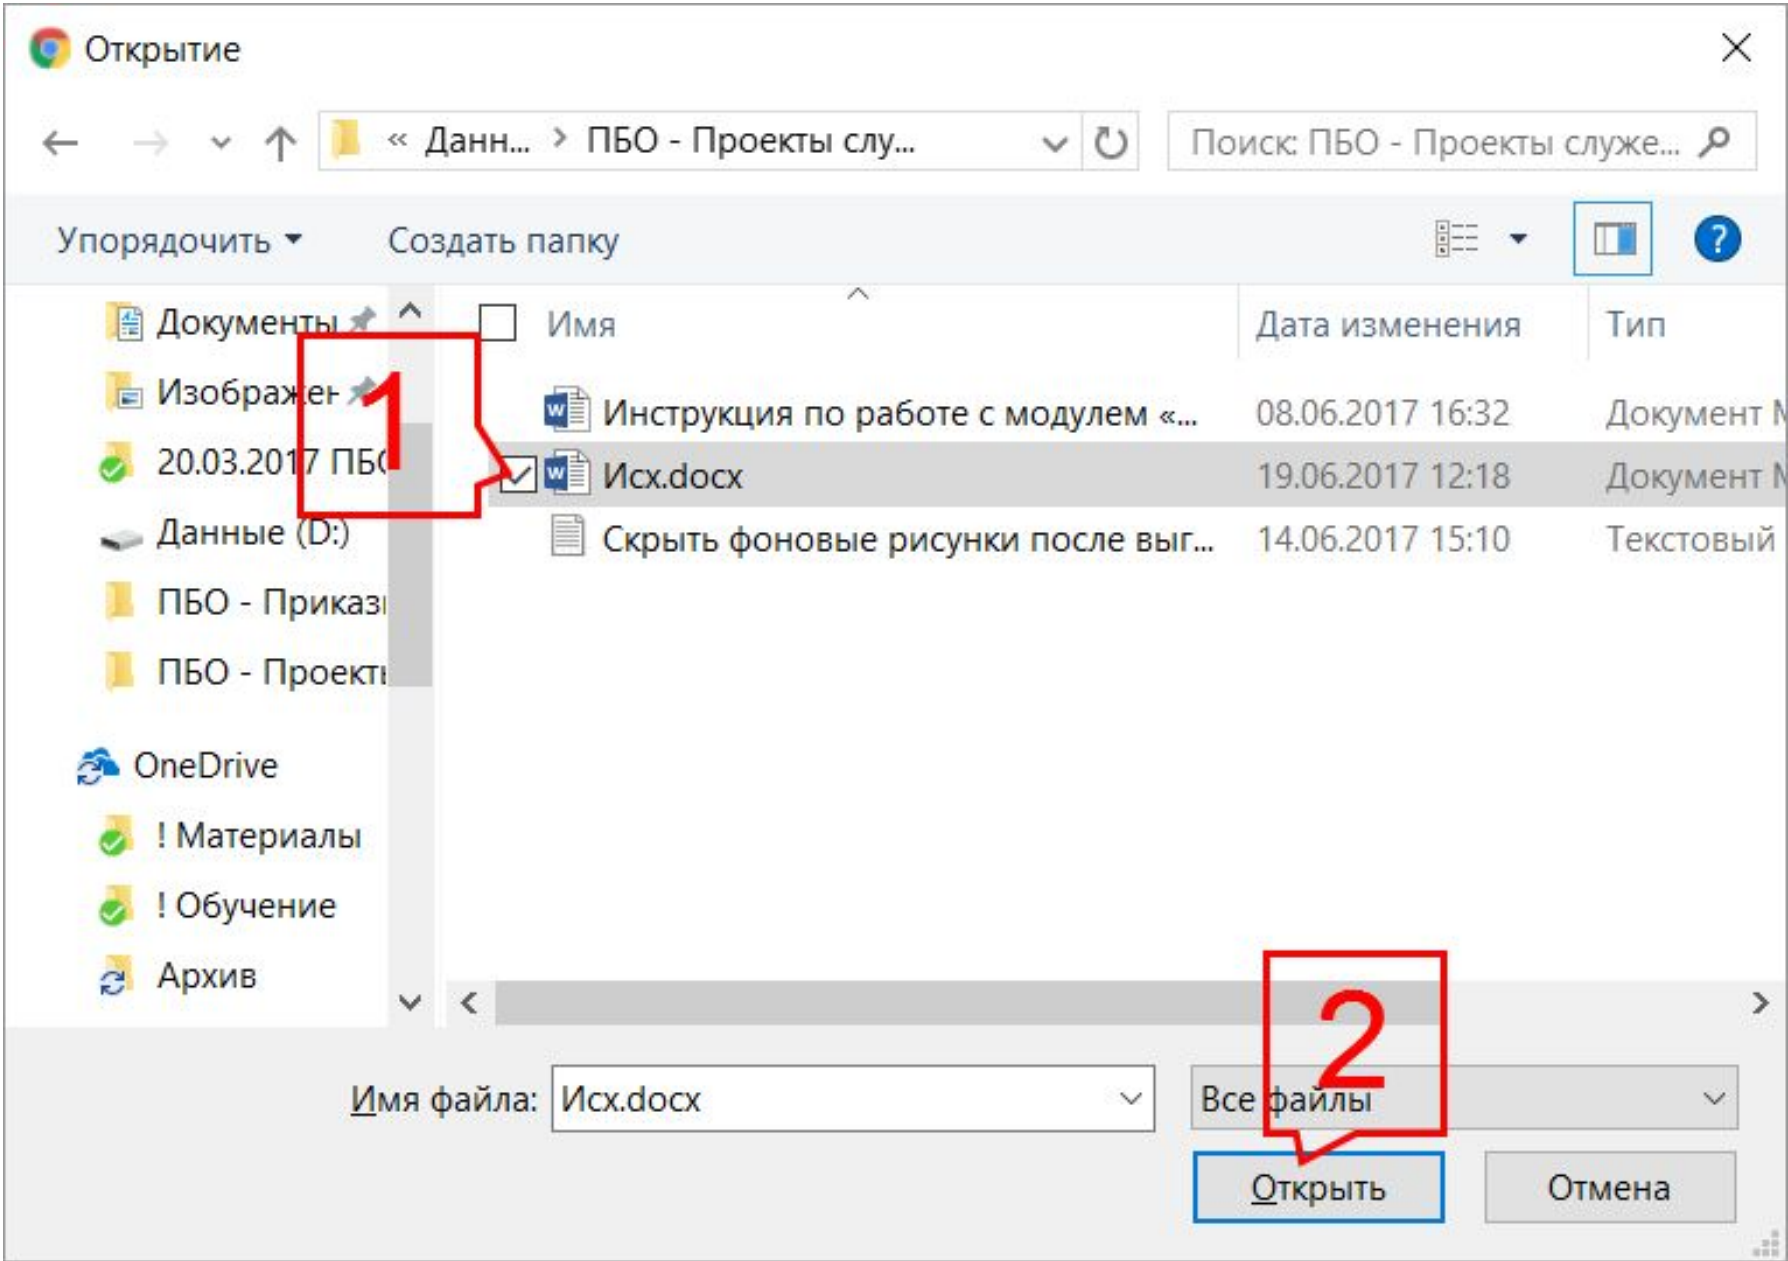 Открытие
« Данн... > ПБО - Проекты слу...
Поиск: ПБО - Проекты служе...
Упорядочить
Создать папку
?
Документы
Изображен
20.03.2017 ПБО
Данные (D:)
ПБО - Приказы
ПБО - Проекты
OneDrive
! Материалы
! Обучение
Архив
1
Имя
Дата изменения
Тип
Инструкция по работе с модулем «...
08.06.2017 16:32
Документ M
Исх.docx
19.06.2017 12:18
Документ M
Скрыть фоновые рисунки после выг...
14.06.2017 15:10
Текстовый
2
Имя файла:
Исх.docx
Все файлы
Открыть
Отмена